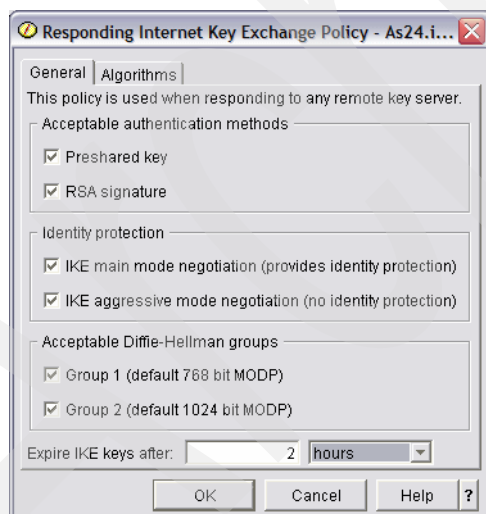 Responding Internet Key Exchange Policy - As24.i...
General Algorithms
This policy is used when responding to any remote key server.
Acceptable authentication methods
Preshared key
RSA signature
Identity protection
IKE main mode negotiation (provides identity protection)
IKE aggressive mode negotiation (no identity protection)
Acceptable Diffie-Hellman groups
Group 1 (default 768 bit MODP)
Group 2 (default 1024 bit MODP)
Expire IKE keys after: 2 hours
OK Cancel Help ?